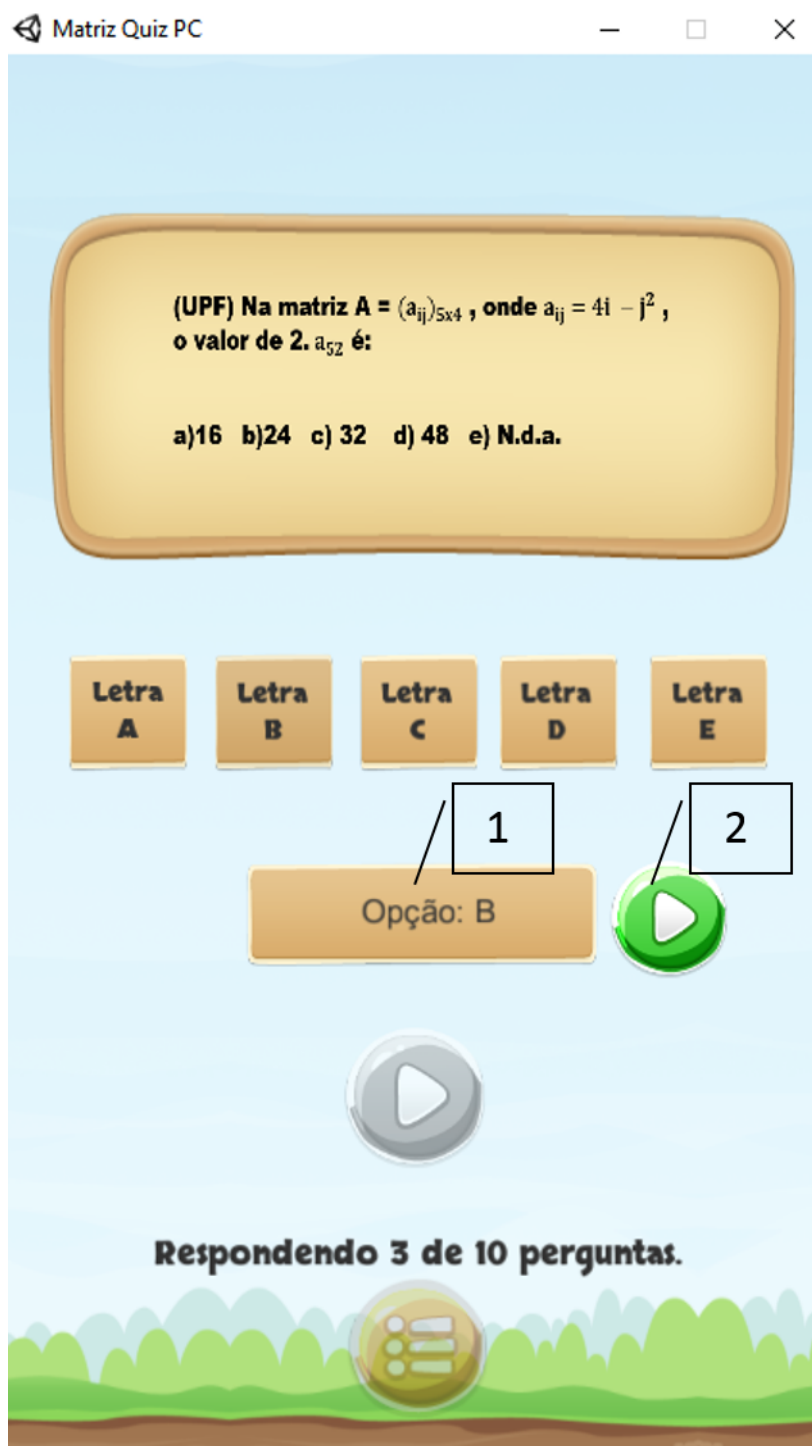 Matriz Quiz PC
(UPF) Na matriz A = (aᵢⱼ)₅ₓ₄ , onde aᵢⱼ = 4i − j² ,
o valor de 2. a₅₂ é:
a)16 b)24 c) 32 d) 48 e) N.d.a.
Letra A
Letra B
Letra C
Letra D
Letra E
1
2
Opção: B
Respondendo 3 de 10 perguntas.